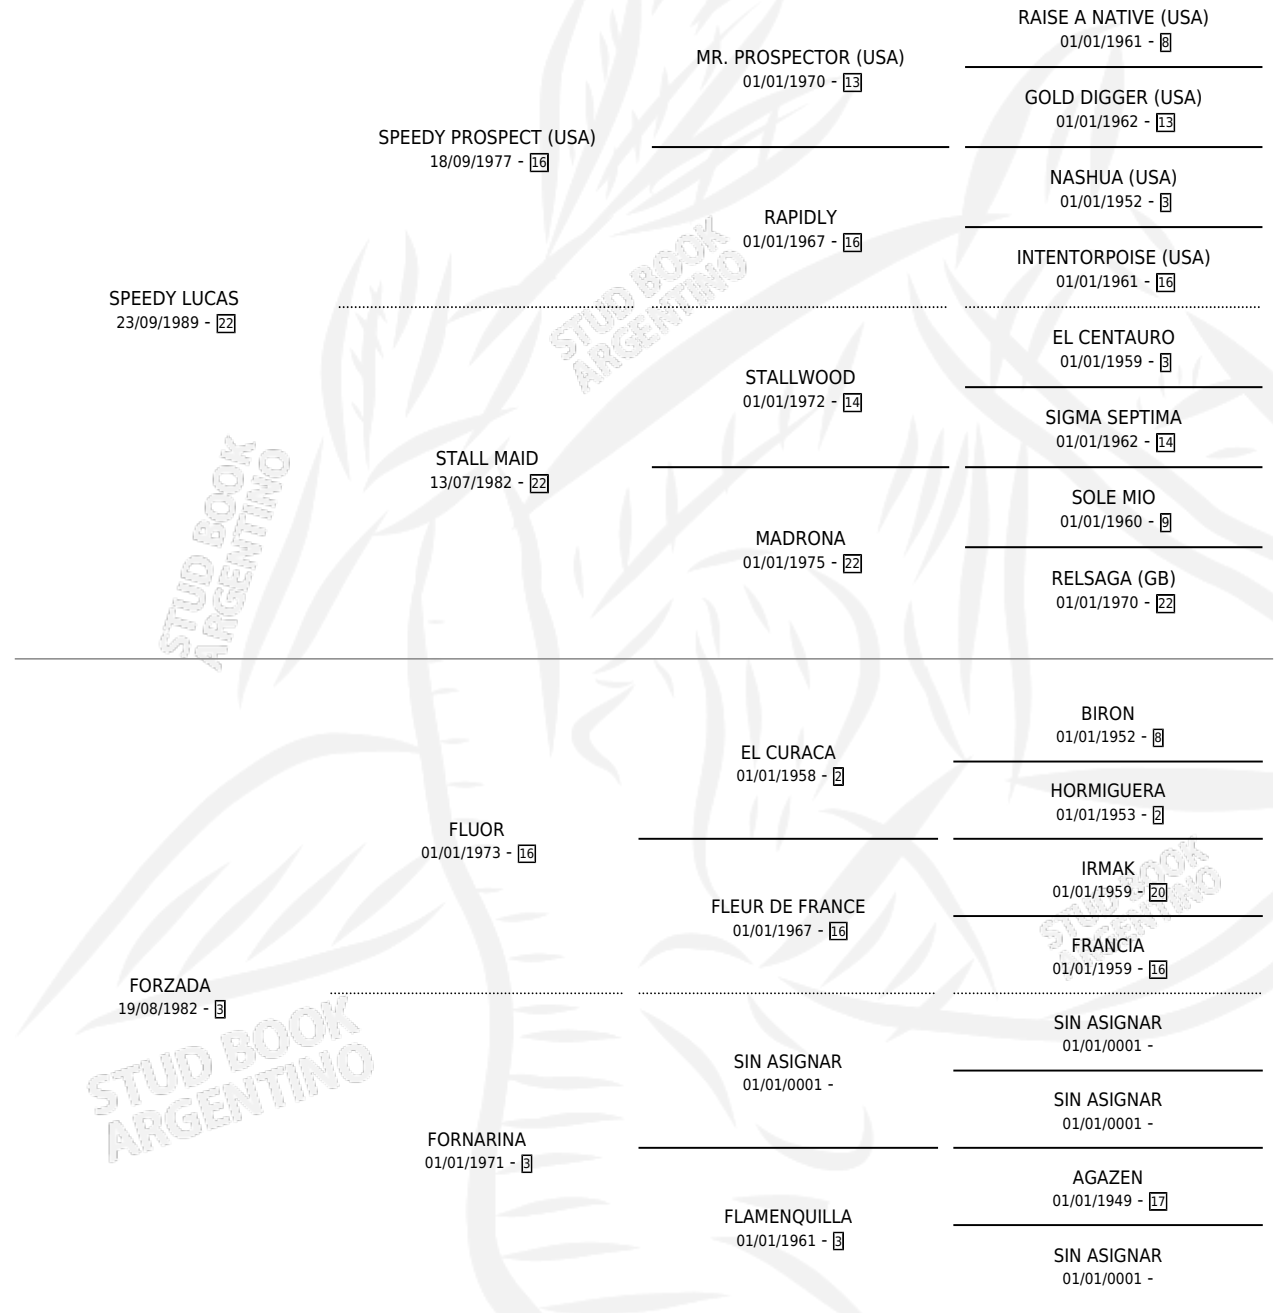 RAISE A NATIVE (USA)
01/01/1961 - 8
MR. PROSPECTOR (USA)
01/01/1970 - 13
GOLD DIGGER (USA)
01/01/1962 - 13
SPEEDY PROSPECT (USA)
18/09/1977 - 16
NASHUA (USA)
01/01/1952 - 3
RAPIDLY
01/01/1967 - 16
INTENTORPOISE (USA)
01/01/1961 - 16
SPEEDY LUCAS
23/09/1989 - 22
EL CENTAURO
01/01/1959 - 3
STALLWOOD
01/01/1972 - 14
SIGMA SEPTIMA
01/01/1962 - 14
STALL MAID
13/07/1982 - 22
SOLE MIO
01/01/1960 - 9
MADRONA
01/01/1975 - 22
RELSAGA (GB)
01/01/1970 - 22
BIRON
01/01/1952 - 8
EL CURACA
01/01/1958 - 2
HORMIGUERA
01/01/1953 - 2
FLUOR
01/01/1973 - 16
IRMAK
01/01/1959 - 20
FLEUR DE FRANCE
01/01/1967 - 16
FRANCIA
01/01/1959 - 16
FORZADA
19/08/1982 - 3
SIN ASIGNAR
01/01/0001 -
SIN ASIGNAR
01/01/0001 -
SIN ASIGNAR
01/01/0001 -
FORNARINA
01/01/1971 - 3
AGAZEN
01/01/1949 - 17
FLAMENQUILLA
01/01/1961 - 3
SIN ASIGNAR
01/01/0001 -
STUD BOOK
ARGENTINO
STUD BOOK
ARGENTINO
STUD BOOK
ARGENTINO
STUD BOOK
ARGENTINO